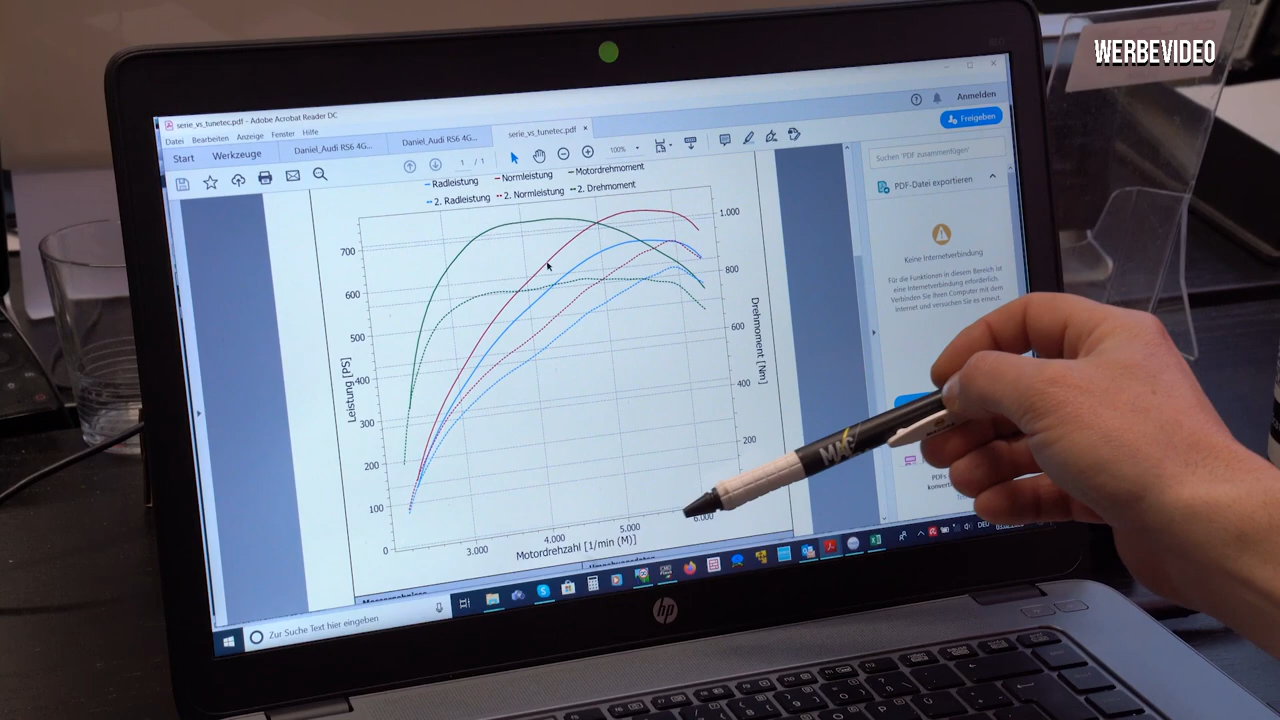 WERBEVIDEO
serie_vs_tunetec.pdf - Adobe Acrobat Reader DC
Datei Bearbeiten Anzeige Fenster Hilfe
Start Werkzeuge Daniel_Audi RS6 4G... Daniel_Audi RS6 4G... serie_vs_tunetec.pdf × Anmelden
1 / 1 100% Freigeben
Radleistung Normleistung Motordrehmoment
2. Radleistung 2. Normleistung 2. Drehmoment
Suchen 'PDF zusammenfügen'
PDF-Datei exportieren
Keine Internetverbindung
Für die Funktionen in diesem Bereich ist
eine Internetverbindung erforderlich.
Verbinden Sie Ihren Computer mit dem
Internet und versuchen Sie es erneut.
Leistung [PS]
700
600
500
400
300
200
100
0
Drehmoment [Nm]
1.000
800
600
400
200
3.000 4.000 5.000 6.000
Motordrehzahl [1/min (M)]
Messergebnisse Umgebungsdaten
PDFs
Zur Suche Text hier eingeben
DEU
hp
MAC